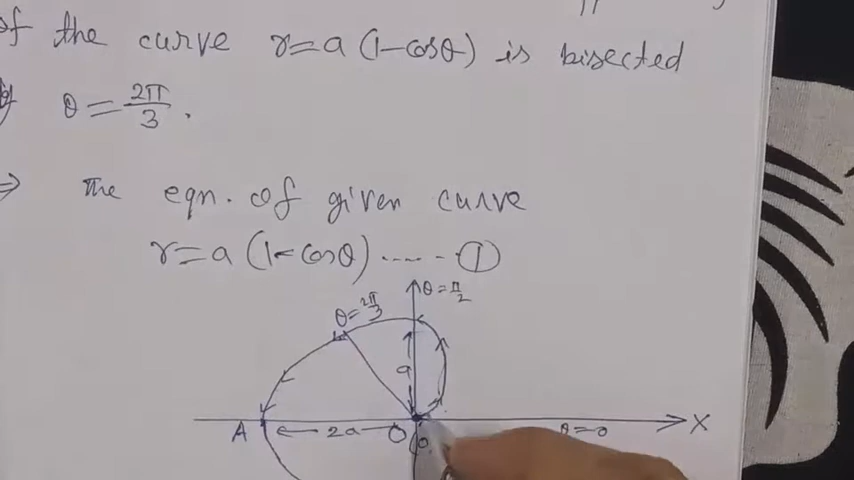 of the curve r=a(1-cosθ) is bisected
θ = 2π/3 .
⇒ The eqn. of given curve
r=a(1-cosθ) ..... - ①
θ = π/2
θ = 2π/3
a
A ← 2a → O X
θ=0